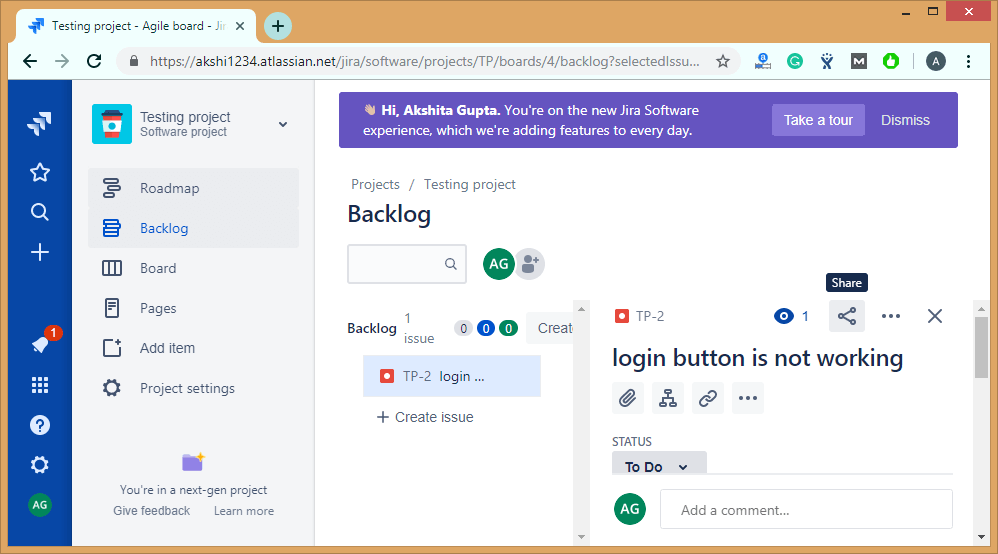 Testing project - Agile board - Jir
https://akshi1234.atlassian.net/jira/software/projects/TP/boards/4/backlog?selectedIssu...
A
Testing project
Software project
Roadmap
Backlog
Board
Pages
Add item
Project settings
You're in a next-gen project
Give feedback Learn more
1
AG
👋🏼 Hi, Akshita Gupta. You're on the new Jira Software
experience, which we're adding features to every day.
Take a tour Dismiss
Projects / Testing project
Backlog
AG
Backlog 1 issue 0 0 0 Create
TP-2 login ...
+ Create issue
Share
TP-2 1
login button is not working
STATUS
To Do
AG Add a comment...